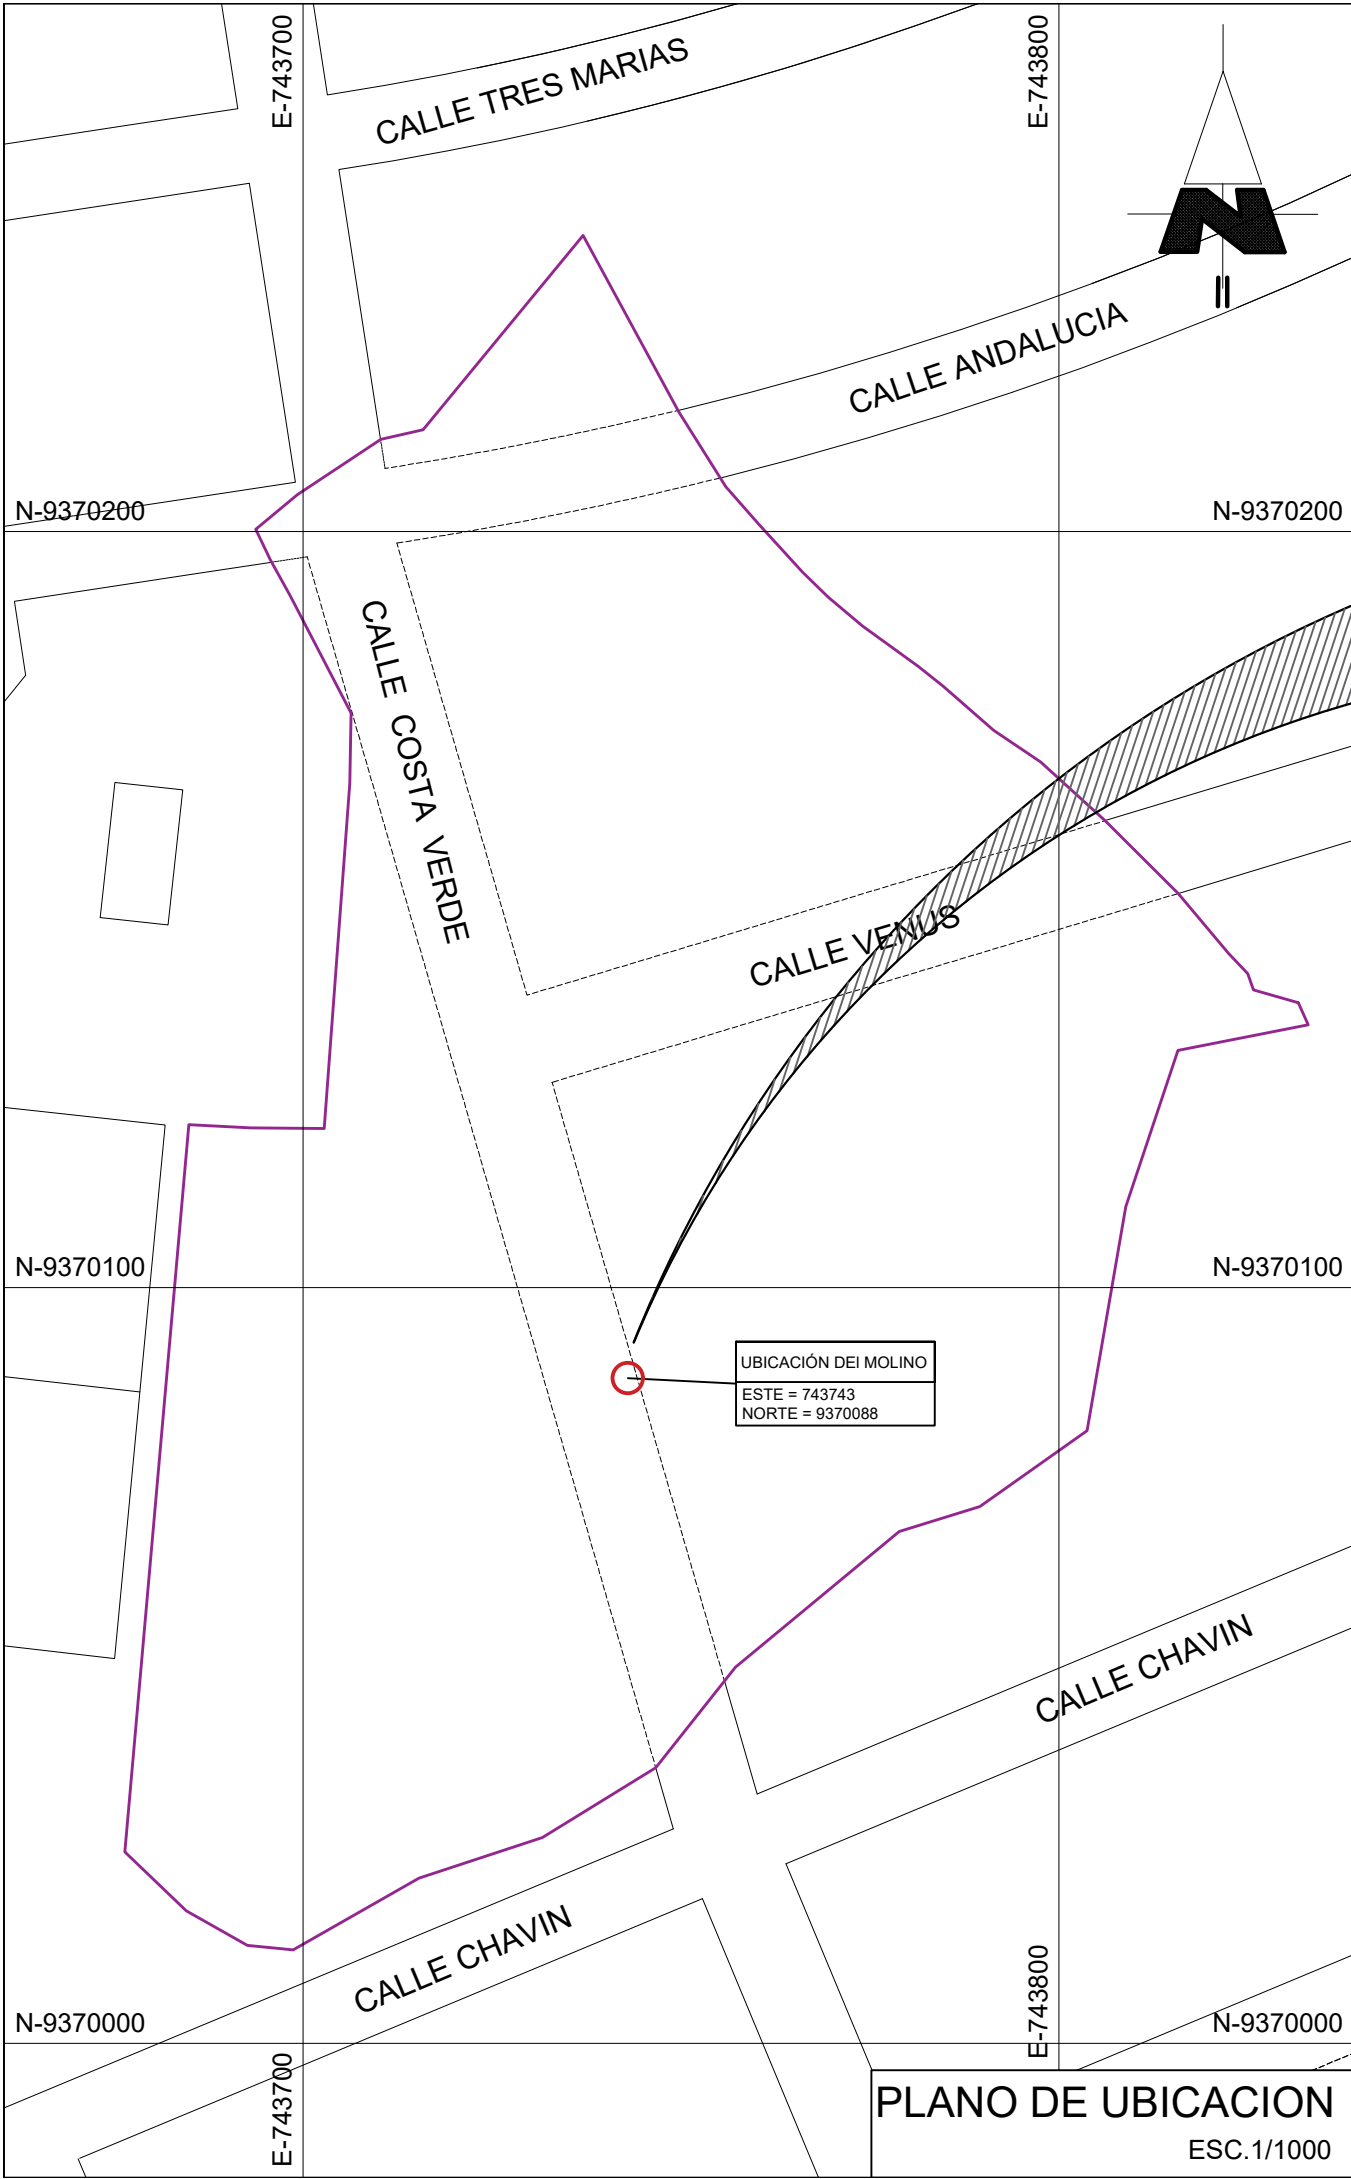 E-743700
E-743800
CALLE TRES MARIAS
N
CALLE ANDALUCIA
N-9370200
N-9370200
CALLE COSTA VERDE
CALLE VENUS
N-9370100
N-9370100
UBICACIÓN DEl MOLINO
ESTE = 743743
NORTE = 9370088
CALLE CHAVIN
CALLE CHAVIN
N-9370000
E-743800
N-9370000
E-743700
PLANO DE UBICACION
ESC.1/1000